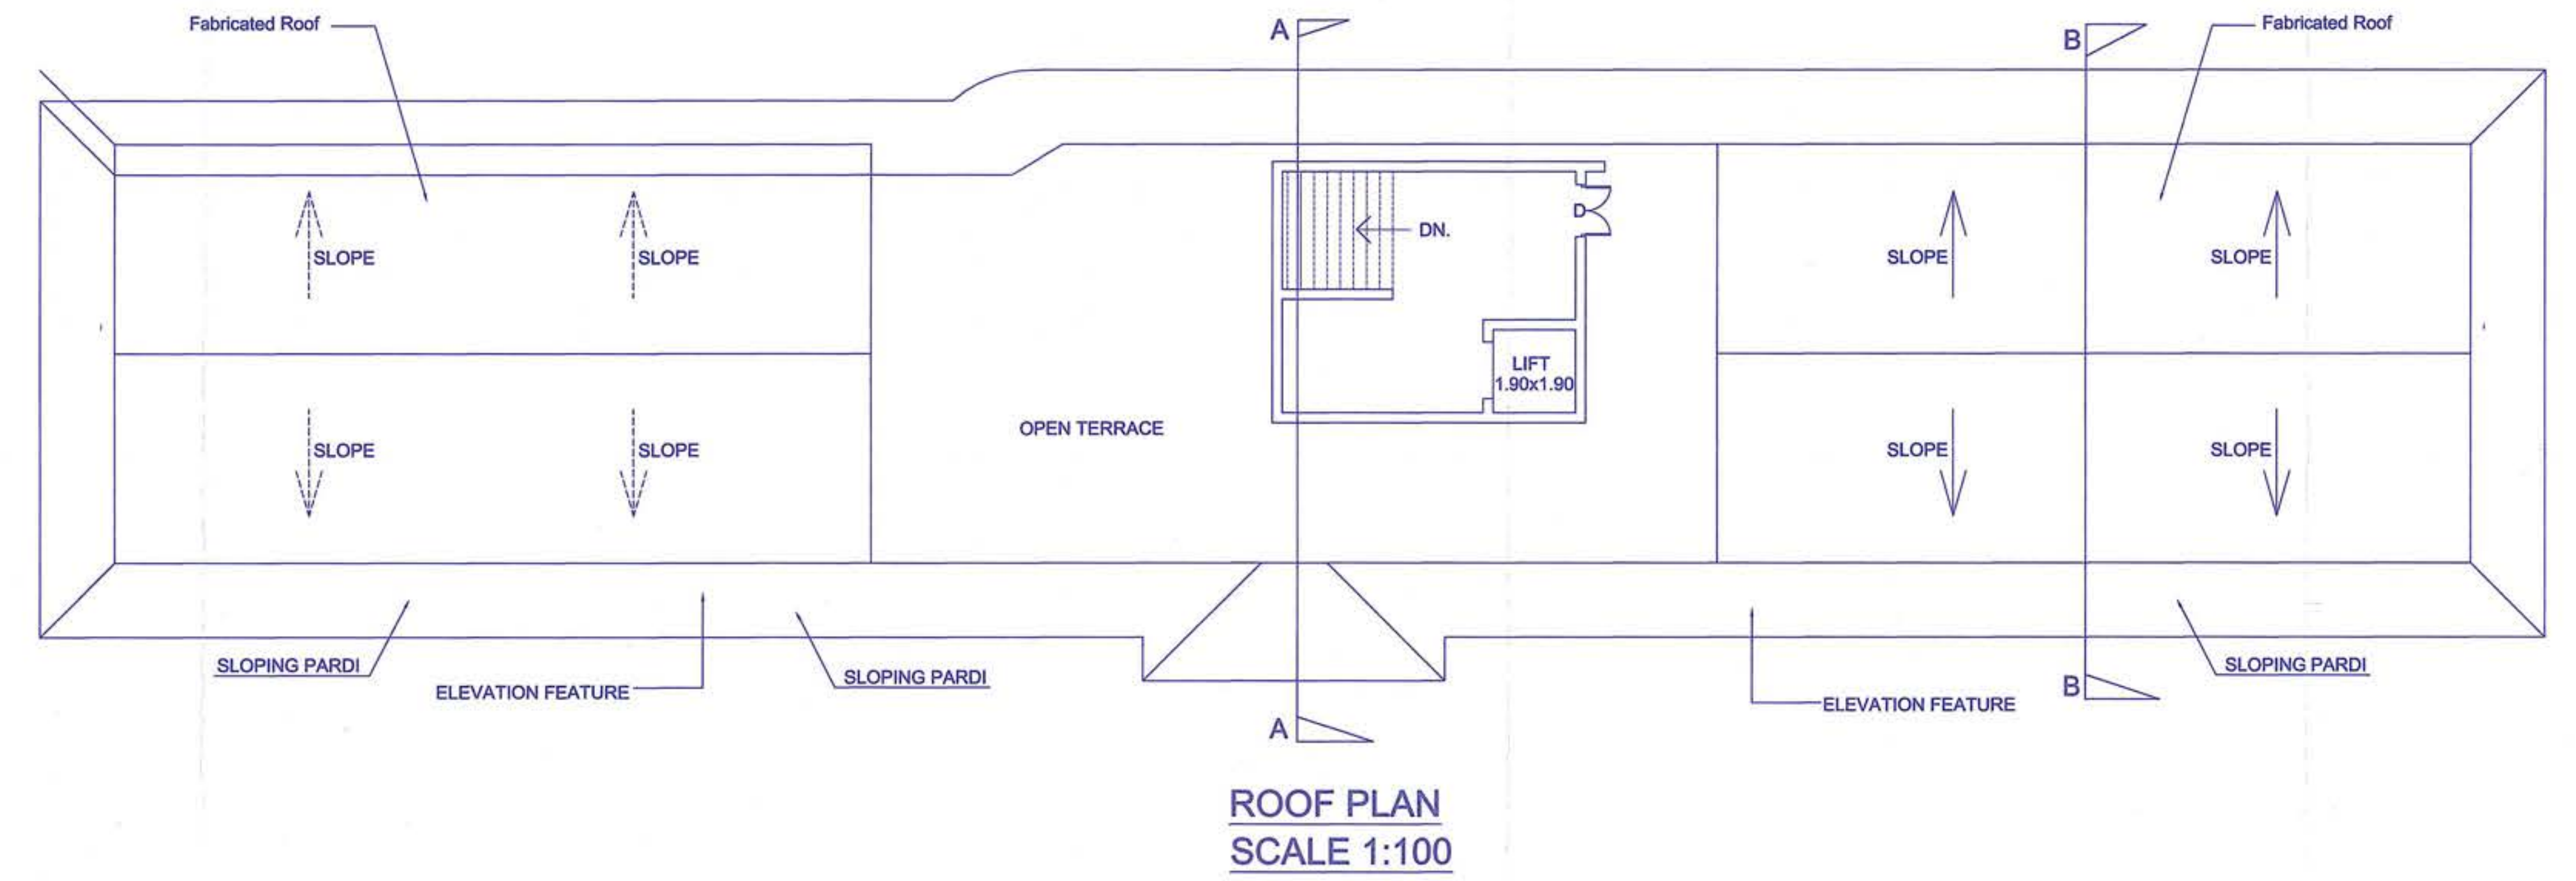 Fabricated Roof
A
B
Fabricated Roof
D
DN.
SLOPE
SLOPE
SLOPE
SLOPE
LIFT
1.90x1.90
OPEN TERRACE
SLOPE
SLOPE
SLOPE
SLOPE
SLOPING PARDI
SLOPING PARDI
SLOPING PARDI
ELEVATION FEATURE
ELEVATION FEATURE
B
A
ROOF PLAN
SCALE 1:100